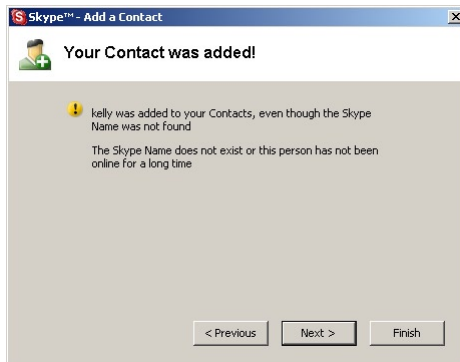 Skype™ - Add a Contact
Your Contact was added!
kelly was added to your Contacts, even though the Skype
Name was not found
The Skype Name does not exist or this person has not been
online for a long time
< Previous
Next >
Finish